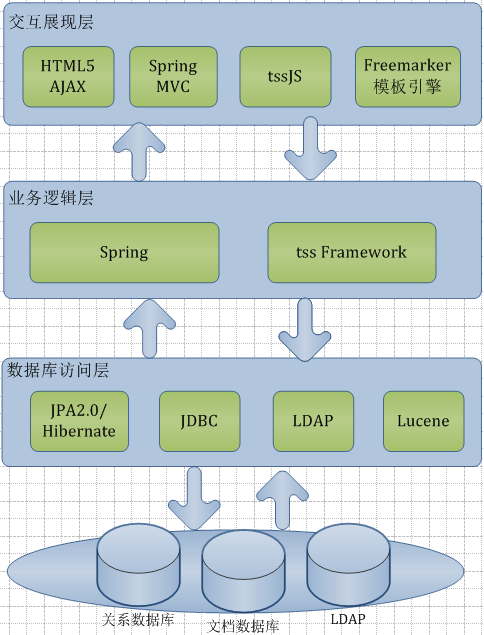 交互展现层
HTML5
AJAX
Spring
MVC
tssJS
Freemarker
模板引擎
业务逻辑层
Spring
tss Framework
数据库访问层
JPA2.0/
Hibernate
JDBC
LDAP
Lucene
关系数据库
文档数据库
LDAP